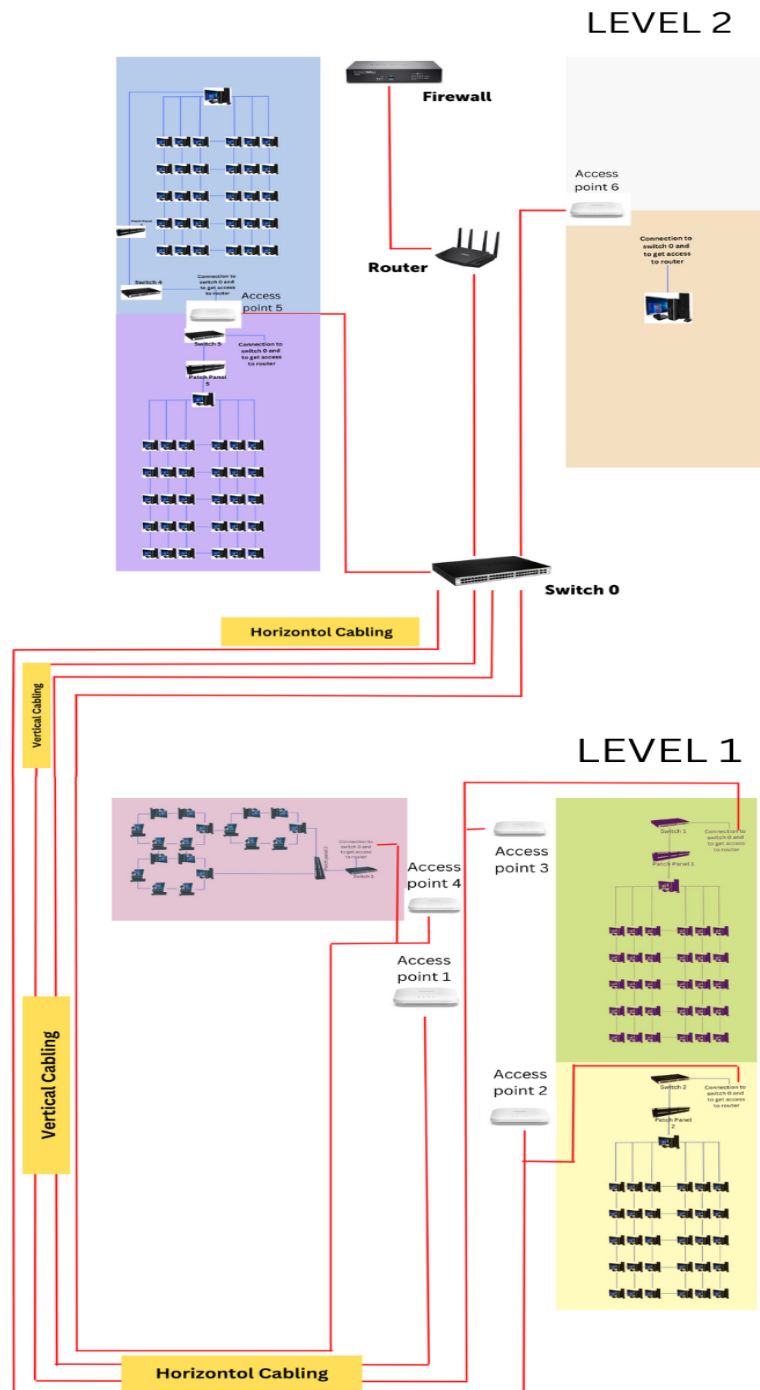 LEVEL 2
Firewall
Access
point 6
Connection to
switch 0 and
to get access
to router
Router
Switch 4
Connection to
switch 0 and
to get access
to router
Access
point 5
Switch 5
Connection to
switch 0 and
to get access
to router
Patch Panel
5
Switch 0
Horizontol Cabling
Vertical Cabling
LEVEL 1
Connection to
switch 0 and
to get access
to router
Access
point 4
Access
point 3
Switch 1
Connection to
switch 0 and
to get access
to router
Patch Panel 1
Access
point 1
Vertical Cabling
Access
point 2
Switch 2
Connection to
switch 0 and
to get access
to router
Patch Panel
2
Horizontol Cabling